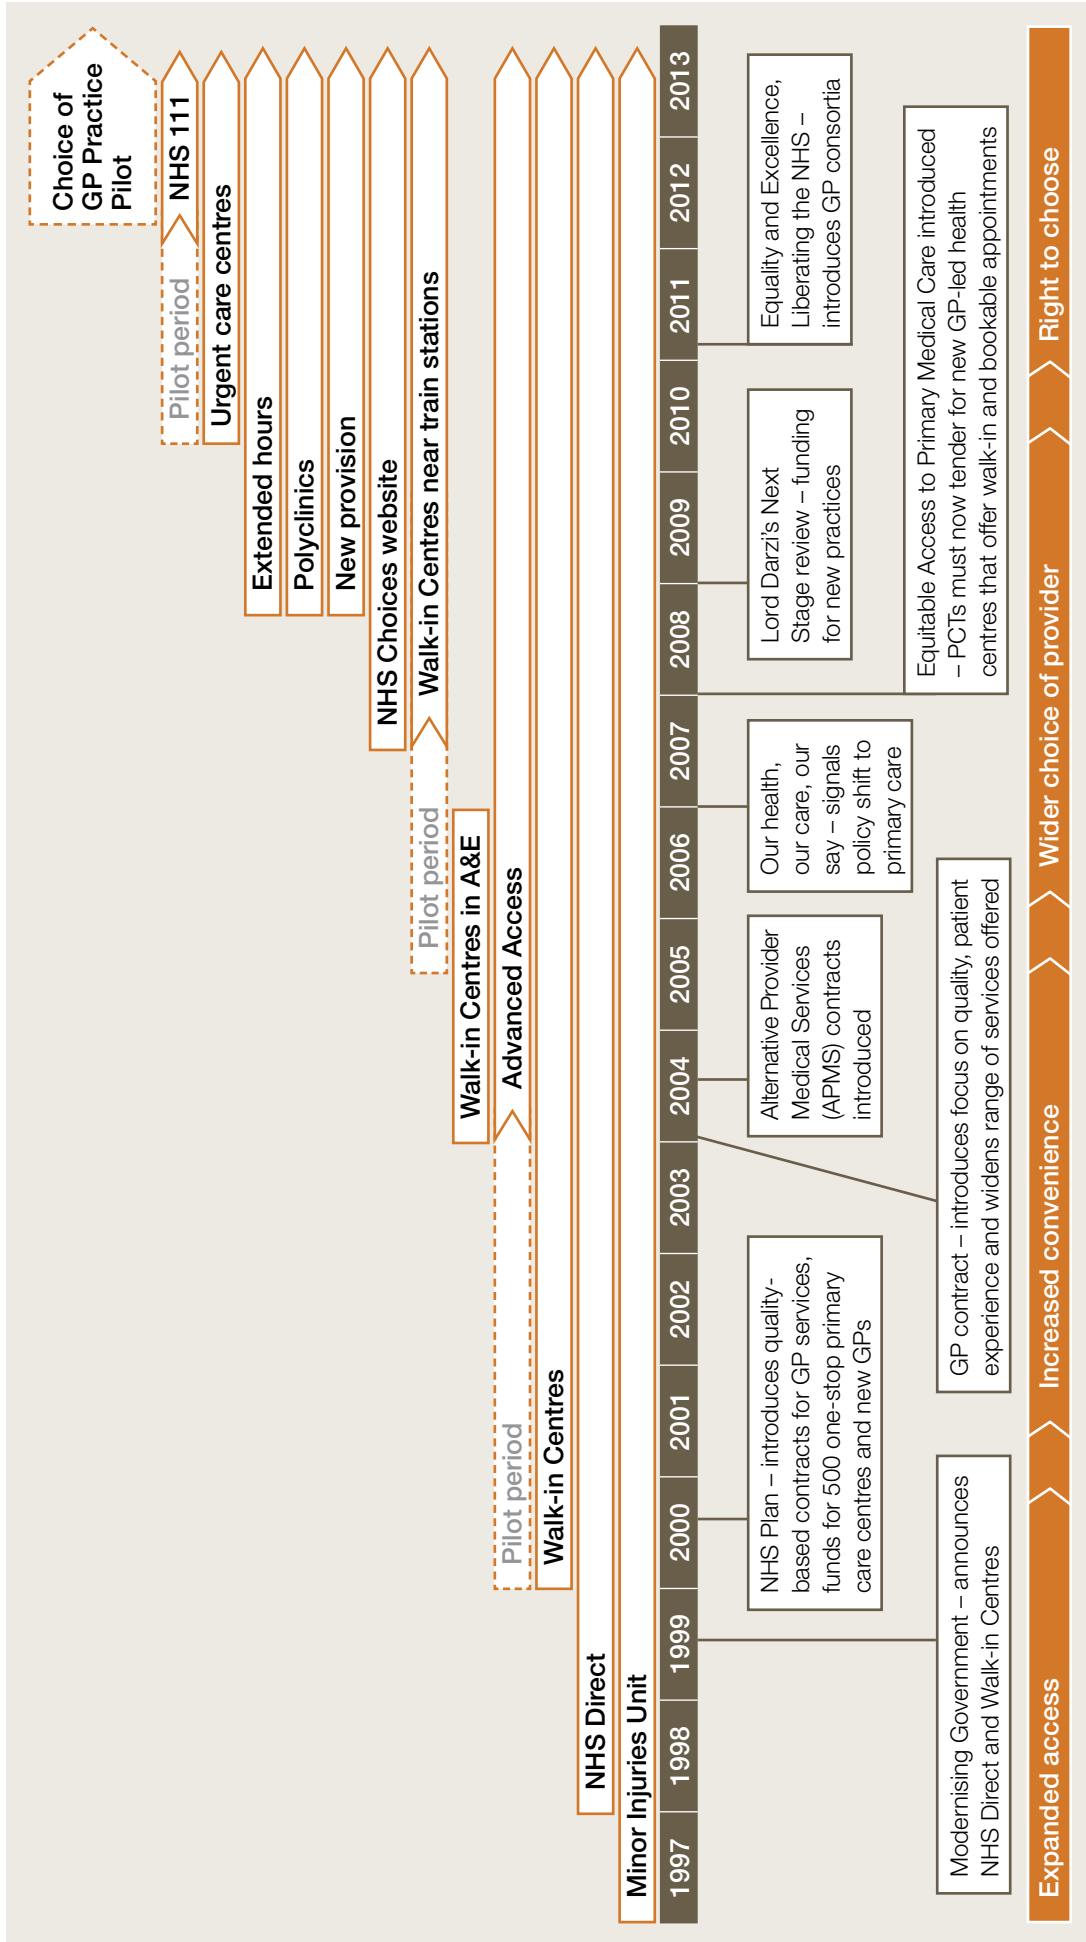 Choice of
GP Practice
Pilot
Pilot period
NHS 111
Urgent care centres
Extended hours
Polyclinics
New provision
NHS Choices website
Pilot period
Walk-in Centres near train stations
Walk-in Centres in A&E
Pilot period
Advanced Access
Walk-in Centres
NHS Direct
Minor Injuries Unit
1997 1998 1999 2000 2001 2002 2003 2004 2005 2006 2007 2008 2009 2010 2011 2012 2013
NHS Plan – introduces quality-
based contracts for GP services,
funds for 500 one-stop primary
care centres and new GPs
Alternative Provider
Medical Services
(APMS) contracts
introduced
Our health,
our care, our
say – signals
policy shift to
primary care
Lord Darzi's Next
Stage review – funding
for new practices
Equality and Excellence,
Liberating the NHS –
introduces GP consortia
Modernising Government – announces
NHS Direct and Walk-in Centres
GP contract – introduces focus on quality, patient
experience and widens range of services offered
Equitable Access to Primary Medical Care introduced
– PCTs must now tender for new GP-led health
centres that offer walk-in and bookable appointments
Expanded access
Increased convenience
Wider choice of provider
Right to choose